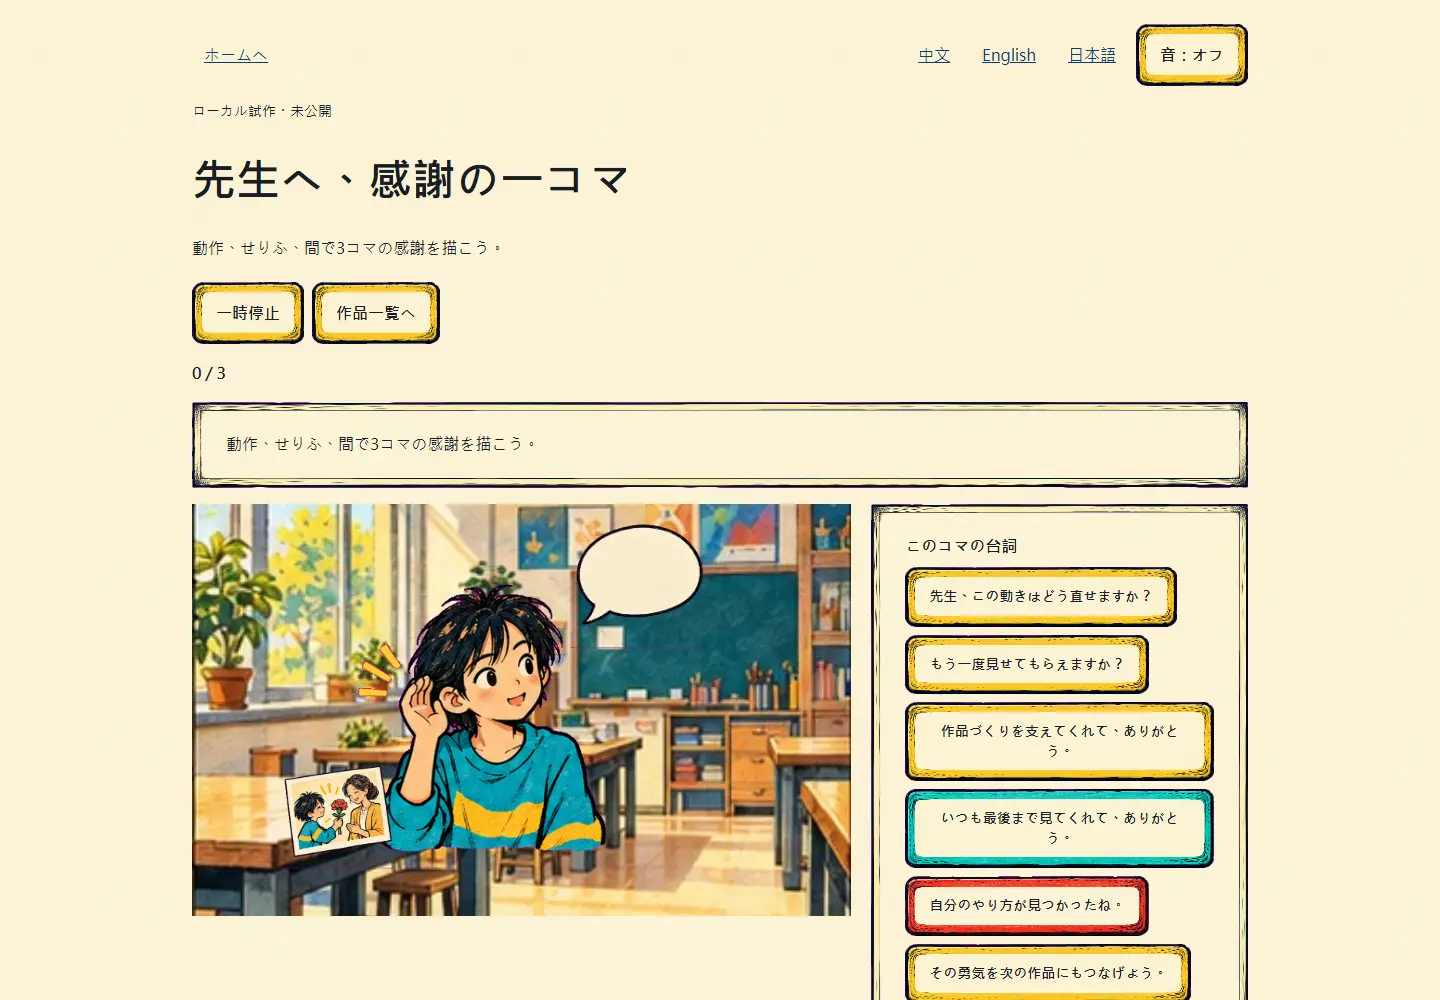 ホームへ
中文 English 日本語 音：オフ
ローカル試作・未公開
先生へ、感謝の一コマ
動作、せりふ、間で3コマの感謝を描こう。
一時停止 作品一覧へ
0 / 3
動作、せりふ、間で3コマの感謝を描こう。
このコマの台詞
先生、この動きはどう直せますか？
もう一度見せてもらえますか？
作品づくりを支えてくれて、ありがと
う。
いつも最後まで見てくれて、ありがと
う。
自分のやり方が見つかったね。
その勇気を次の作品にもつなげよう。